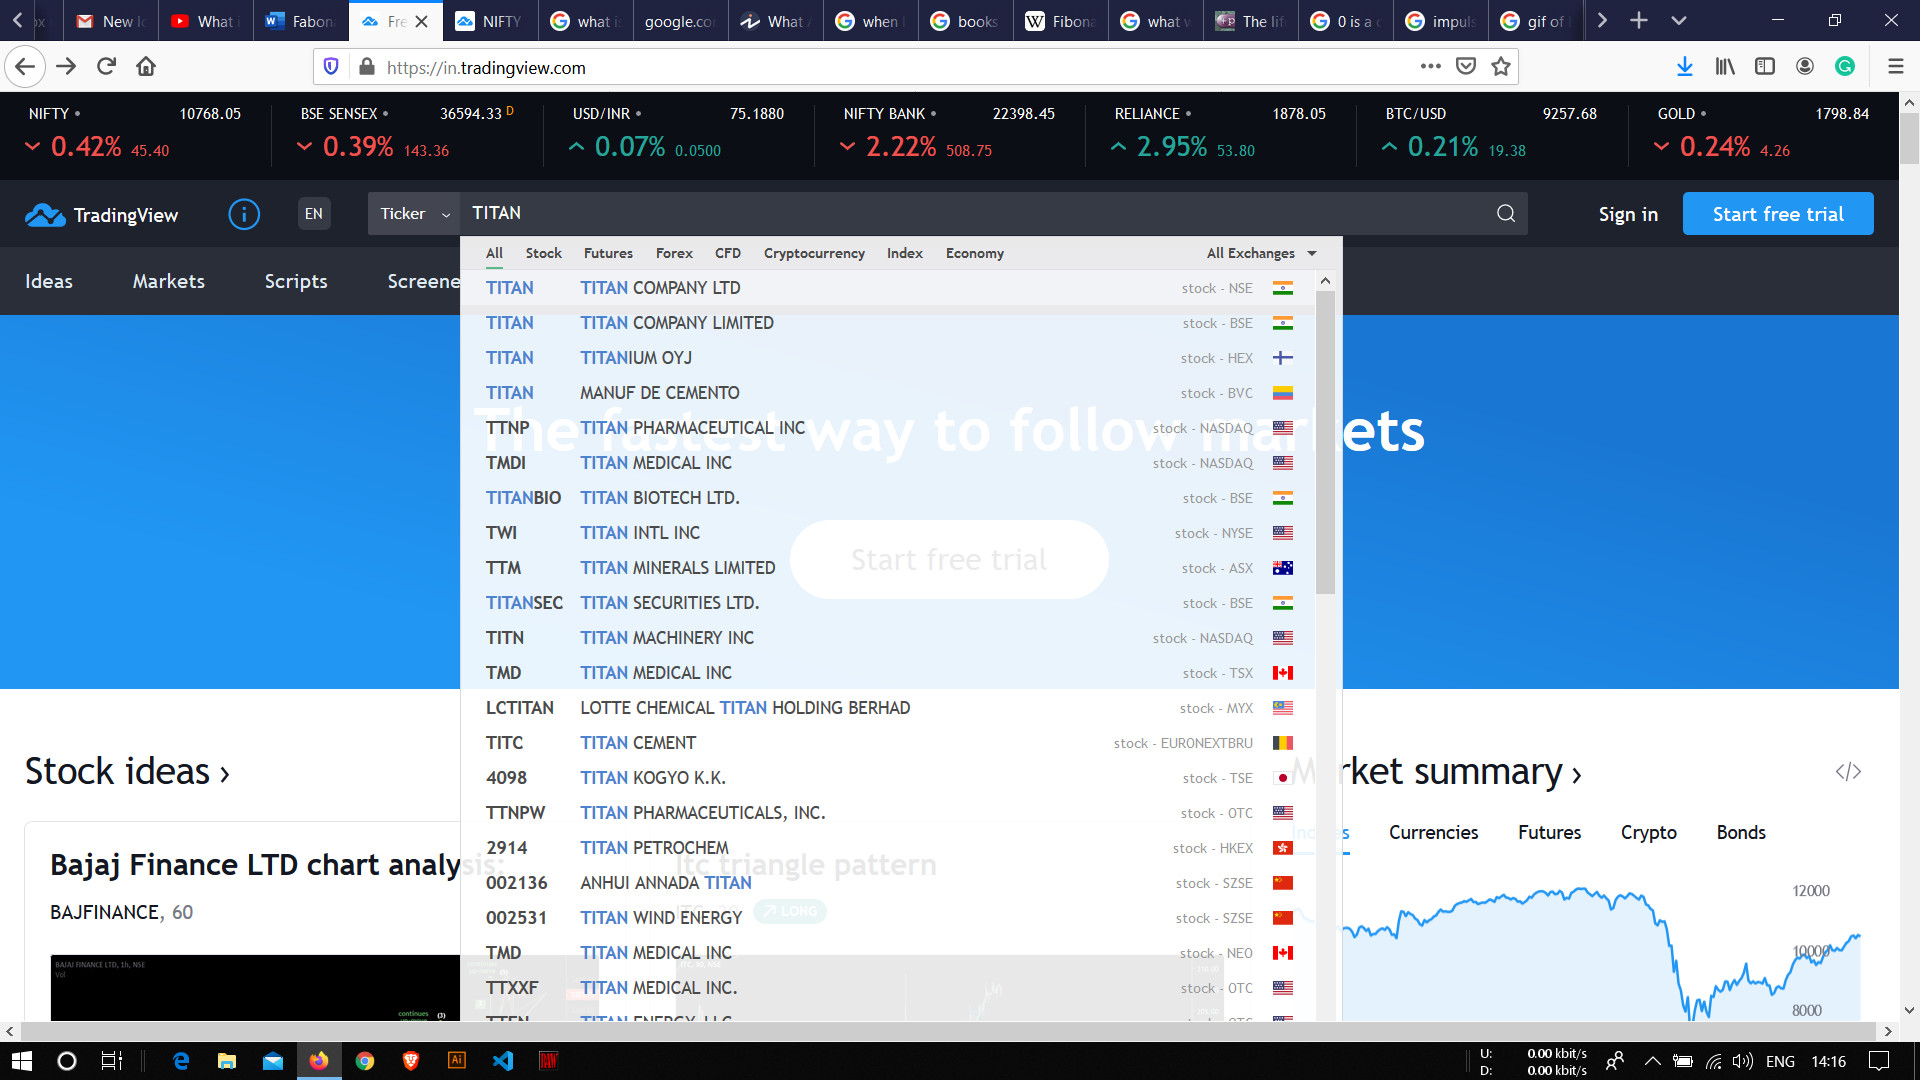 New I
What i
Fabon
Fre
NIFTY
what is
google.co
What A
when
books
Fibona
what w
The life
0 is a c
impuls
gif of
https://in.tradingview.com
NIFTY 10768.05
0.42% 45.40
BSE SENSEX 36594.33 D
0.39% 143.36
USD/INR 75.1880
0.07% 0.0500
NIFTY BANK 22398.45
2.22% 508.75
RELIANCE 1878.05
2.95% 53.80
BTC/USD 9257.68
0.21% 19.38
GOLD 1798.84
0.24% 4.26
TradingView
EN
Ticker
TITAN
Sign in
Start free trial
Ideas
Markets
Scripts
Screene
All Stock Futures Forex CFD Cryptocurrency Index Economy All Exchanges
TITAN TITAN COMPANY LTD stock - NSE
TITAN TITAN COMPANY LIMITED stock - BSE
TITAN TITANIUM OYJ stock - HEX
TITAN MANUF DE CEMENTO stock - BVC
TTNP TITAN PHARMACEUTICAL INC stock - NASDAQ
TMDI TITAN MEDICAL INC stock - NASDAQ
TITANBIO TITAN BIOTECH LTD. stock - BSE
TWI TITAN INTL INC stock - NYSE
TTM TITAN MINERALS LIMITED stock - ASX
TITANSEC TITAN SECURITIES LTD. stock - BSE
TITN TITAN MACHINERY INC stock - NASDAQ
TMD TITAN MEDICAL INC stock - TSX
LCTITAN LOTTE CHEMICAL TITAN HOLDING BERHAD stock - MYX
TITC TITAN CEMENT stock - EURONEXTBRU
4098 TITAN KOGYO K.K. stock - TSE
TTNPW TITAN PHARMACEUTICALS, INC. stock - OTC
2914 TITAN PETROCHEM stock - HKEX
002136 ANHUI ANNADA TITAN stock - SZSE
002531 TITAN WIND ENERGY stock - SZSE
TMD TITAN MEDICAL INC stock - NEO
TTXXF TITAN MEDICAL INC. stock - OTC
The fastest way to follow markets
Start free trial
Stock ideas ›
Bajaj Finance LTD chart analysis:
BAJFINANCE, 60
BAJAJ FINANCE LTD, 1h, NSE
Vol
continues
(3)
Itc triangle pattern
LONG
Market summary ›
Indices
Currencies
Futures
Crypto
Bonds
12000
10000
8000
U: 0.00 kbit/s
D: 0.00 kbit/s
ENG
14:16